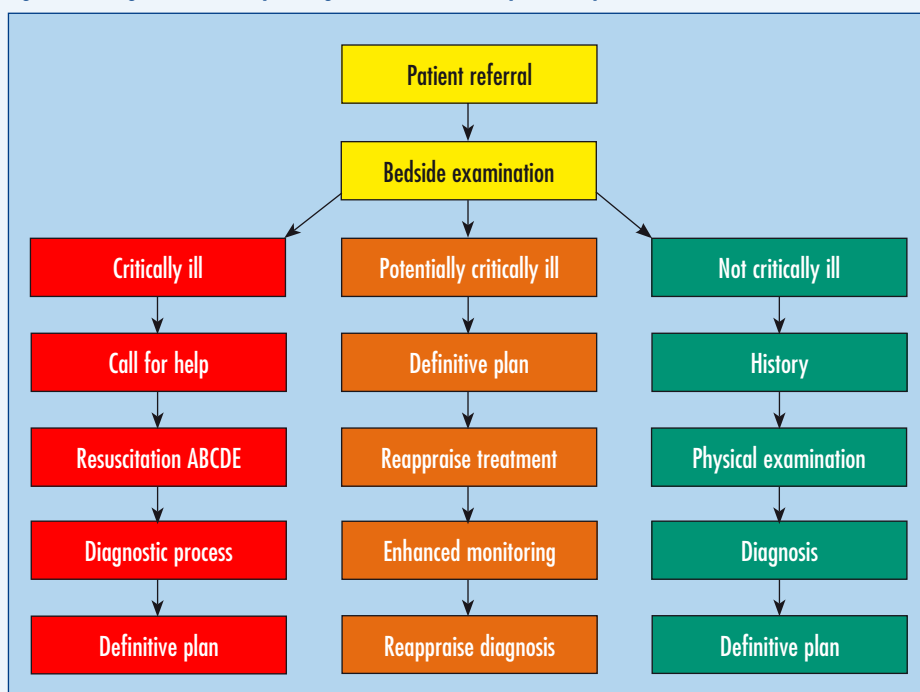 Patient referral
Bedside examination
Critically ill
Potentially critically ill
Not critically ill
Call for help
Definitive plan
History
Resuscitation ABCDE
Reappraise treatment
Physical examination
Diagnostic process
Enhanced monitoring
Diagnosis
Definitive plan
Reappraise diagnosis
Definitive plan